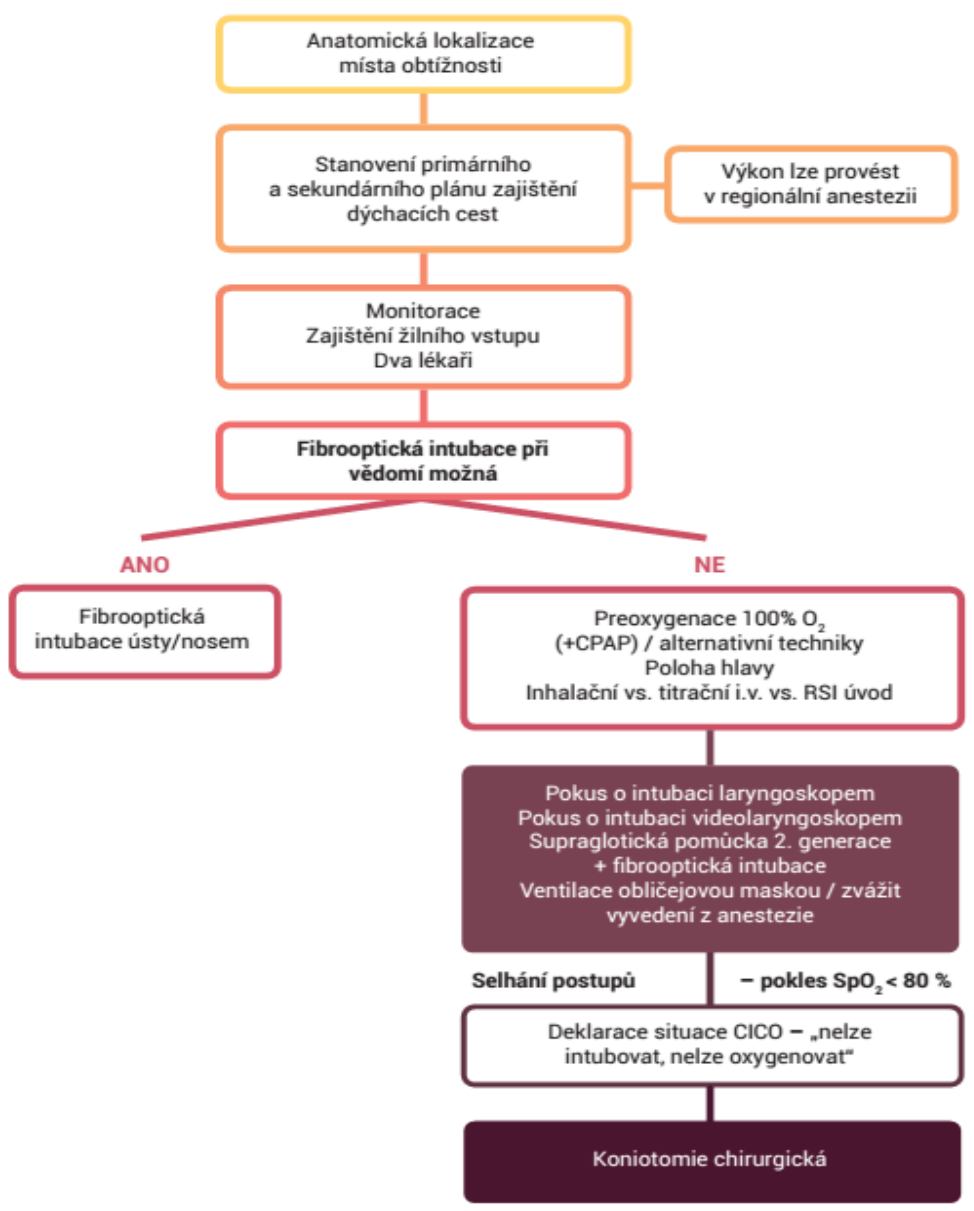 Anatomická lokalizace
místa obtížnosti
Stanovení primárního
a sekundárního plánu zajištění
dýchacích cest
Výkon lze provést
v regionální anestezii
Monitorace
Zajištění žilního vstupu
Dva lékaři
Fibrooptická intubace při
vědomí možná
ANO
NE
Fibrooptická
intubace ústy/nosem
Preoxygenace 100% O₂
(+CPAP) / alternativní techniky
Poloha hlavy
Inhalační vs. titrační i.v. vs. RSI úvod
Pokus o intubaci laryngoskopem
Pokus o intubaci videolaryngoskopem
Supraglotická pomůcka 2. generace
+ fibrooptická intubace
Ventilace obličejovou maskou / zvážit
vyvedení z anestezie
Selhání postupů – pokles SpO₂ < 80 %
Deklarace situace CICO – „nelze
intubovat, nelze oxygenovat“
Koniotomie chirurgická